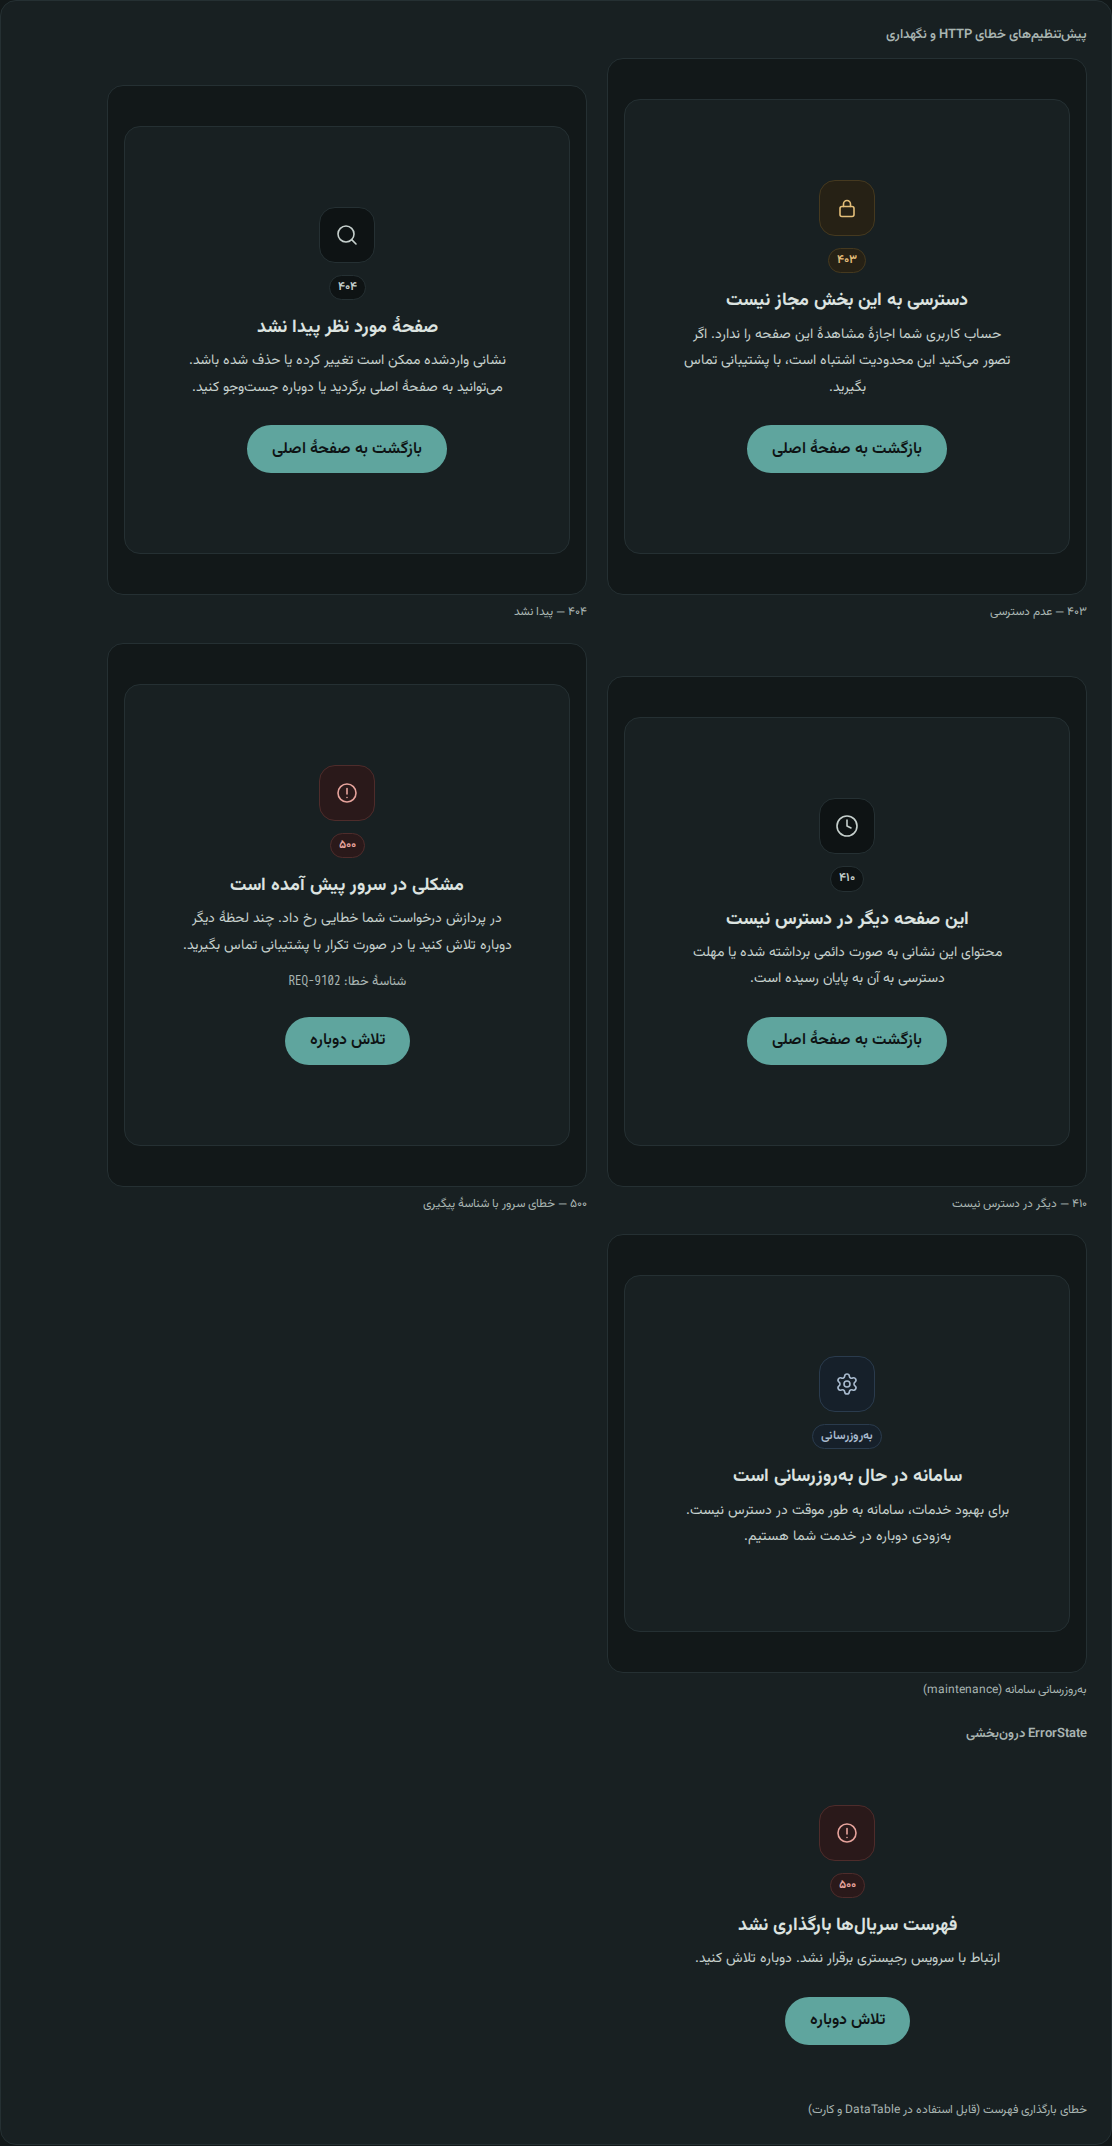 پیش‌تنظیم‌های خطای HTTP و نگهداری
۴۰۳
دسترسی به این بخش مجاز نیست
حساب کاربری شما اجازهٔ مشاهدهٔ این صفحه را ندارد. اگر
تصور می‌کنید این محدودیت اشتباه است، با پشتیبانی تماس
بگیرید.
بازگشت به صفحهٔ اصلی
۴۰۳ — عدم دسترسی
۴۰۴
صفحهٔ مورد نظر پیدا نشد
نشانی واردشده ممکن است تغییر کرده یا حذف شده باشد.
می‌توانید به صفحهٔ اصلی برگردید یا دوباره جست‌وجو کنید.
بازگشت به صفحهٔ اصلی
۴۰۴ — پیدا نشد
۴۱۰
این صفحه دیگر در دسترس نیست
محتوای این نشانی به صورت دائمی برداشته شده یا مهلت
دسترسی به آن به پایان رسیده است.
بازگشت به صفحهٔ اصلی
۴۱۰ — دیگر در دسترس نیست
۵۰۰
مشکلی در سرور پیش آمده است
در پردازش درخواست شما خطایی رخ داد. چند لحظهٔ دیگر
دوباره تلاش کنید یا در صورت تکرار با پشتیبانی تماس بگیرید.
شناسهٔ خطا: REQ-9102
تلاش دوباره
۵۰۰ — خطای سرور با شناسهٔ پیگیری
به‌روزرسانی
سامانه در حال به‌روزرسانی است
برای بهبود خدمات، سامانه به طور موقت در دسترس نیست.
به‌زودی دوباره در خدمت شما هستیم.
به‌روزرسانی سامانه (maintenance)
ErrorState درون‌بخشی
۵۰۰
فهرست سریال‌ها بارگذاری نشد
ارتباط با سرویس رجیستری برقرار نشد. دوباره تلاش کنید.
تلاش دوباره
خطای بارگذاری فهرست (قابل استفاده در DataTable و کارت)